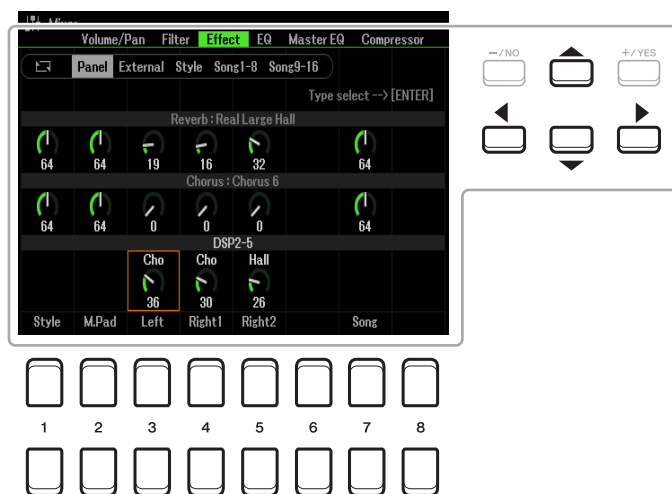 Mixer
Volume/Pan Filter Effect EQ Master EQ Compressor
Panel External Style Song1-8 Song9-16
Type select --> [ENTER]
Reverb : Real Large Hall
64 64 19 16 32 64
Chorus : Chorus 6
64 64 0 0 0 64
DSP2-5
Cho Cho Hall
36 30 26
Style M.Pad Left Right1 Right2 Song
−/NO +/YES
1 2 3 4 5 6 7 8